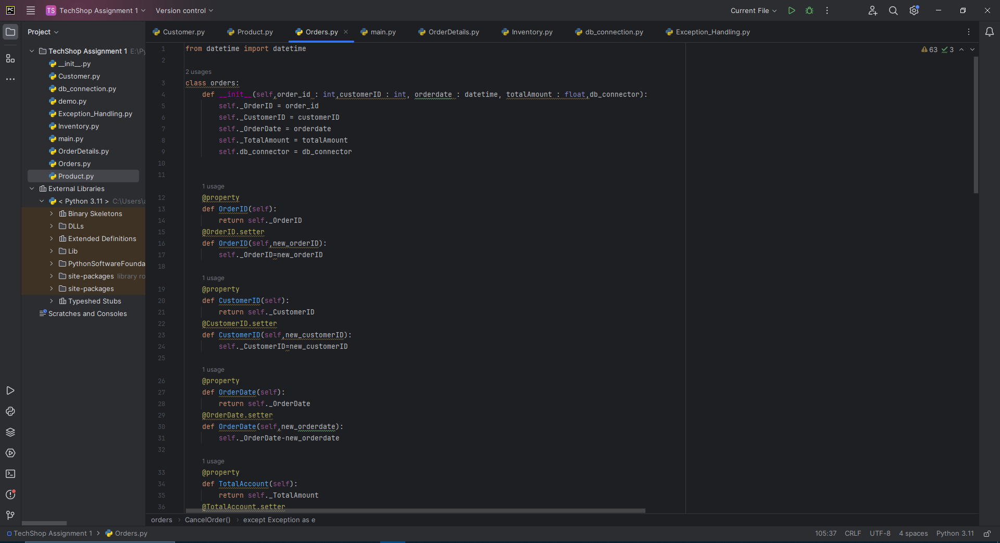 PC TS TechShop Assignment 1 Version control Current File
Project Customer.py Product.py Orders.py main.py OrderDetails.py Inventory.py db_connection.py Exception_Handling.py
TechShop Assignment 1 E:\Py
__init__.py
Customer.py
db_connection.py
demo.py
Exception_Handling.py
Inventory.py
main.py
OrderDetails.py
Orders.py
Product.py
External Libraries
< Python 3.11 > C:\Users\a
Binary Skeletons
DLLs
Extended Definitions
Lib
PythonSoftwareFounda
site-packages library ro
site-packages
Typeshed Stubs
Scratches and Consoles
63 3
1 from datetime import datetime
2
2 usages
3 class orders:
4 def __init__(self,order_id : int,customerID : int, orderdate : datetime, totalAmount : float,db_connector):
5 self._OrderID = order_id
6 self._CustomerID = customerID
7 self._OrderDate = orderdate
8 self._TotalAmount = totalAmount
9 self.db_connector = db_connector
10
11
1 usage
12 @property
13 def OrderID(self):
14 return self._OrderID
15 @OrderID.setter
16 def OrderID(self,new_orderID):
17 self._OrderID=new_orderID
18
1 usage
19 @property
20 def CustomerID(self):
21 return self._CustomerID
22 @CustomerID.setter
23 def CustomerID(self,new_customerID):
24 self._CustomerID=new_customerID
25
1 usage
26 @property
27 def OrderDate(self):
28 return self._OrderDate
29 @OrderDate.setter
30 def OrderDate(self,new_orderdate):
31 self._OrderDate-new_orderdate
32
1 usage
33 @property
34 def TotalAccount(self):
35 return self._TotalAmount
36 @TotalAccount.setter
orders CancelOrder() except Exception as e
TechShop Assignment 1 Orders.py 105:37 CRLF UTF-8 4 spaces Python 3.11